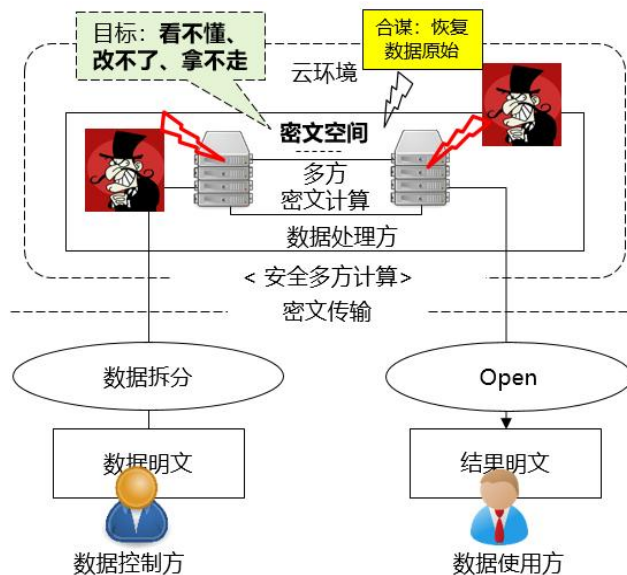 目标：看不懂、
改不了、拿不走
合谋：恢复
数据原始
云环境
密文空间
多方
密文计算
数据处理方
< 安全多方计算>
密文传输
数据拆分
Open
数据明文
结果明文
数据控制方
数据使用方